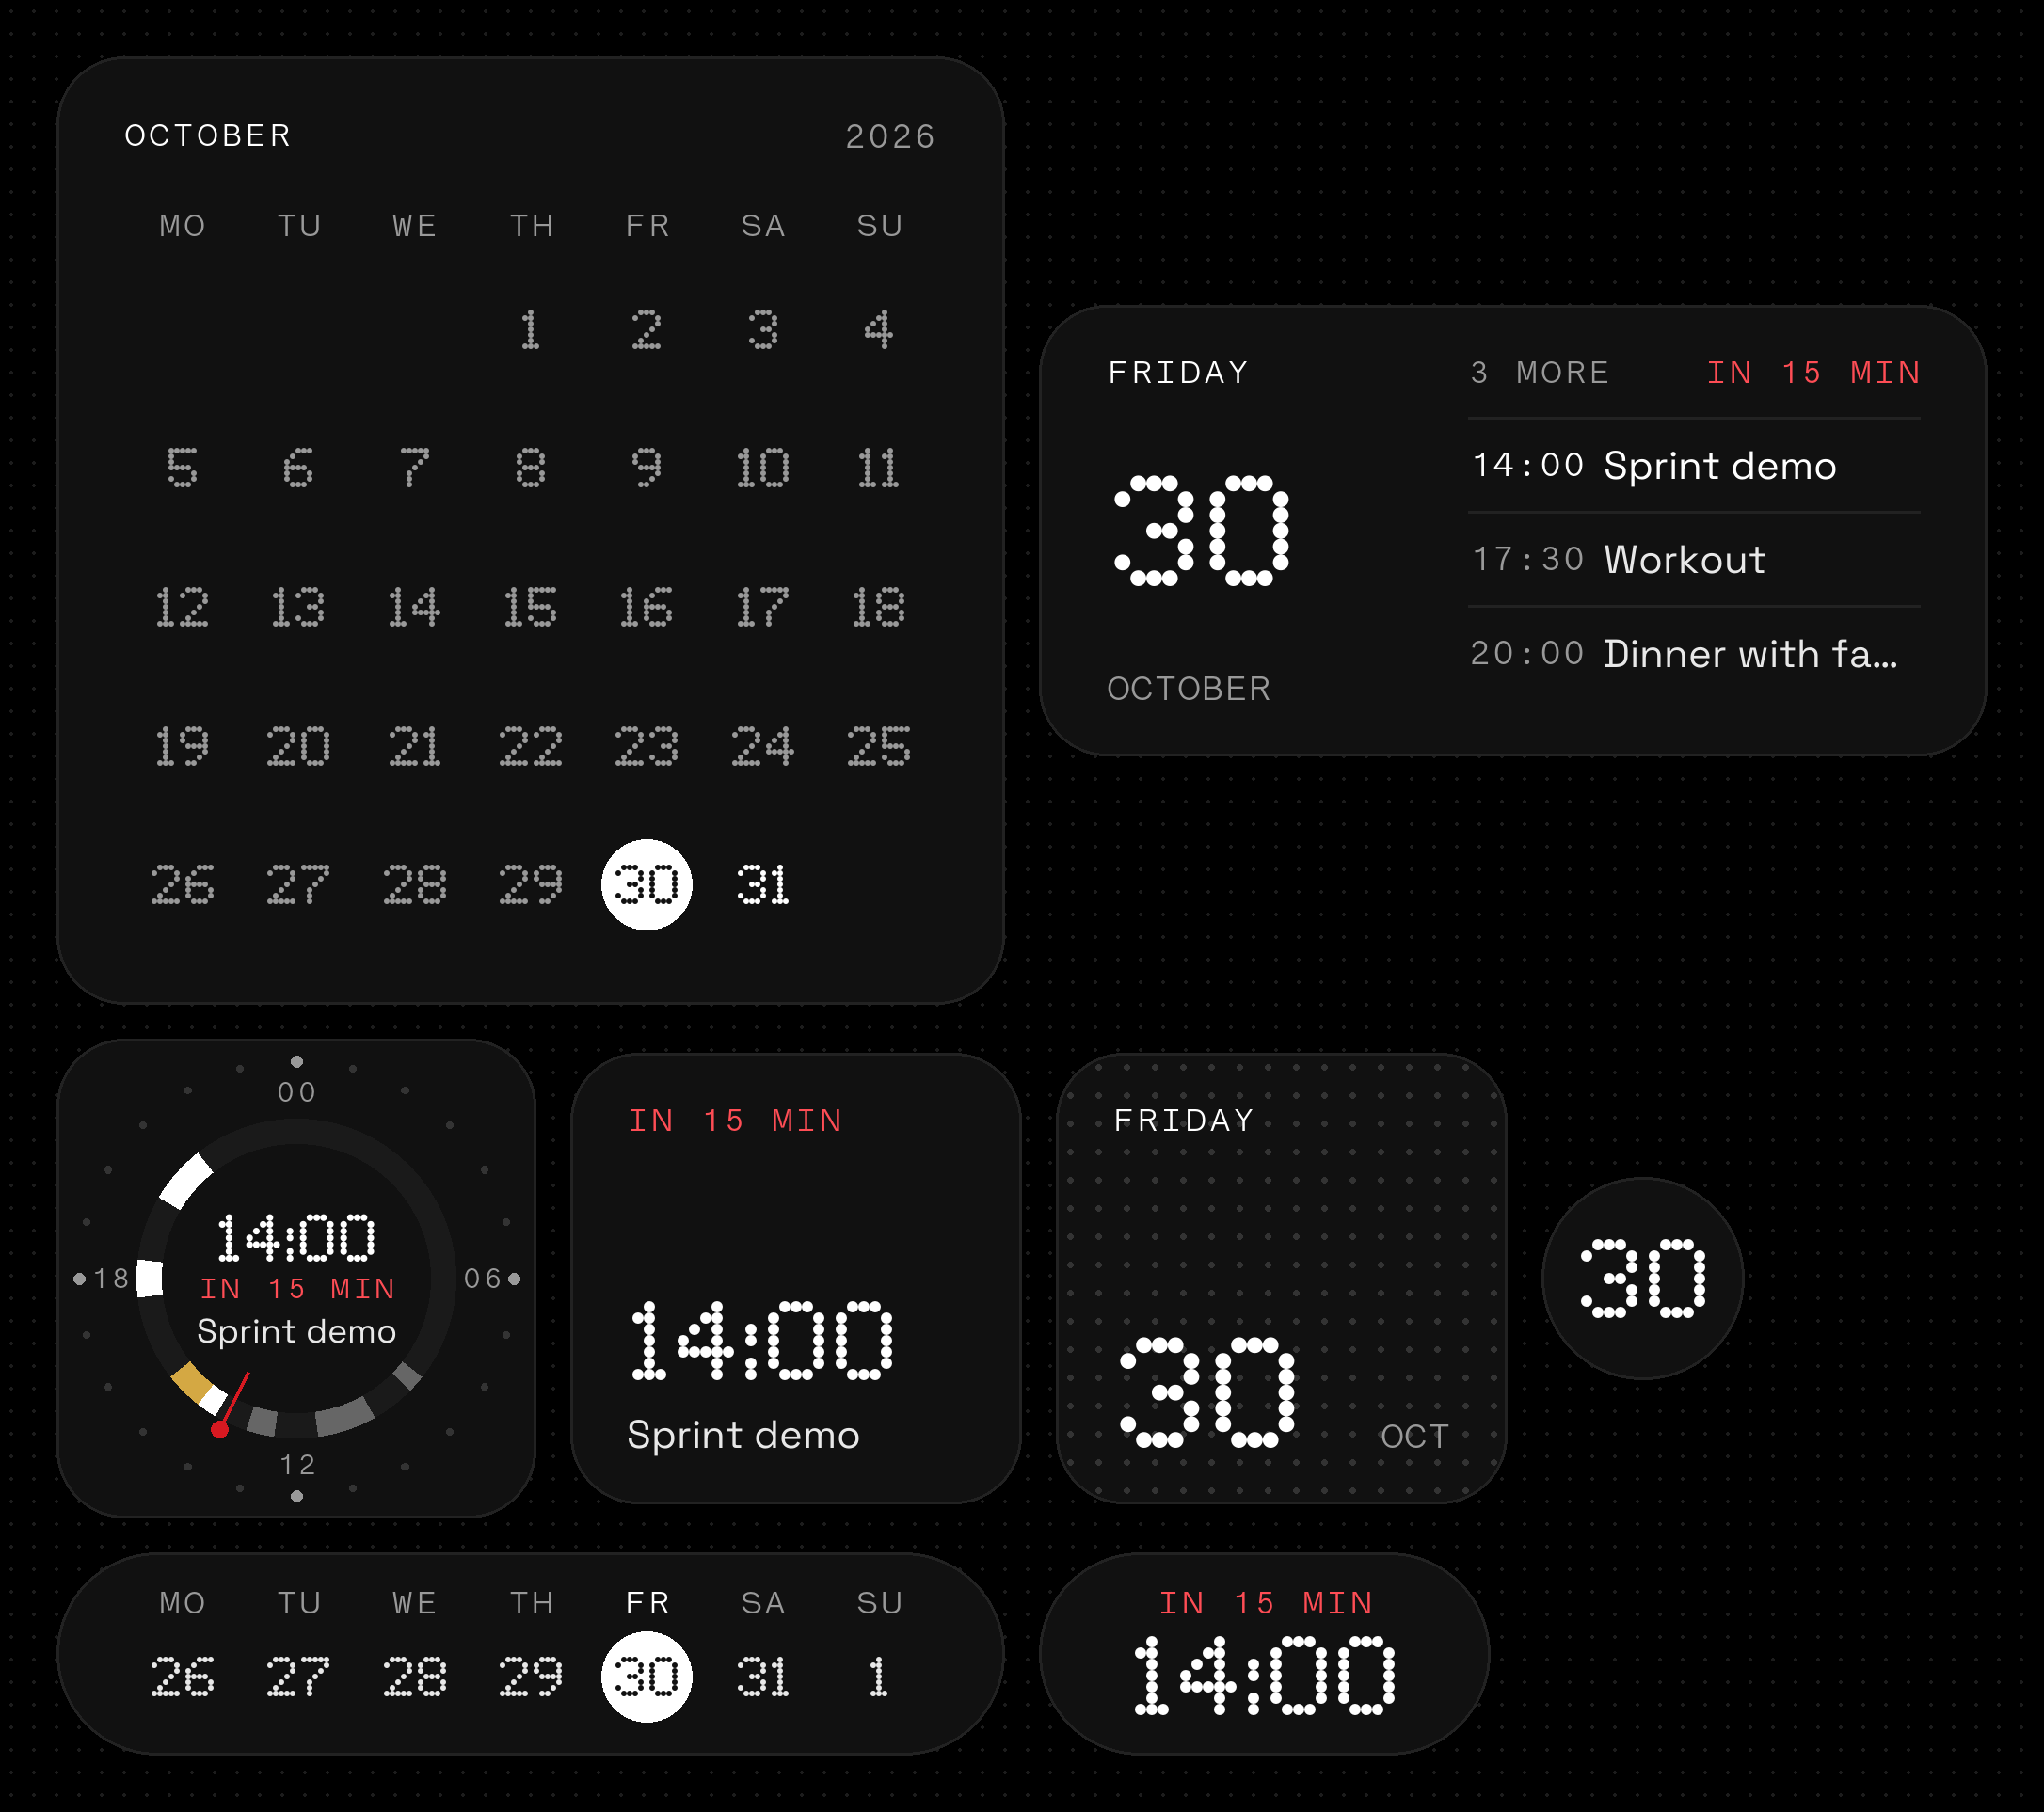 OCTOBER 2026
MO TU WE TH FR SA SU
1 2 3 4
5 6 7 8 9 10 11
12 13 14 15 16 17 18
19 20 21 22 23 24 25
26 27 28 29 30 31
FRIDAY
30
OCTOBER
3 MORE IN 15 MIN
14:00 Sprint demo
17:30 Workout
20:00 Dinner with fa...
00
18 06
14:00
IN 15 MIN
Sprint demo
12
IN 15 MIN
14:00
Sprint demo
FRIDAY
30 OCT
30
MO TU WE TH FR SA SU
26 27 28 29 30 31 1
IN 15 MIN
14:00